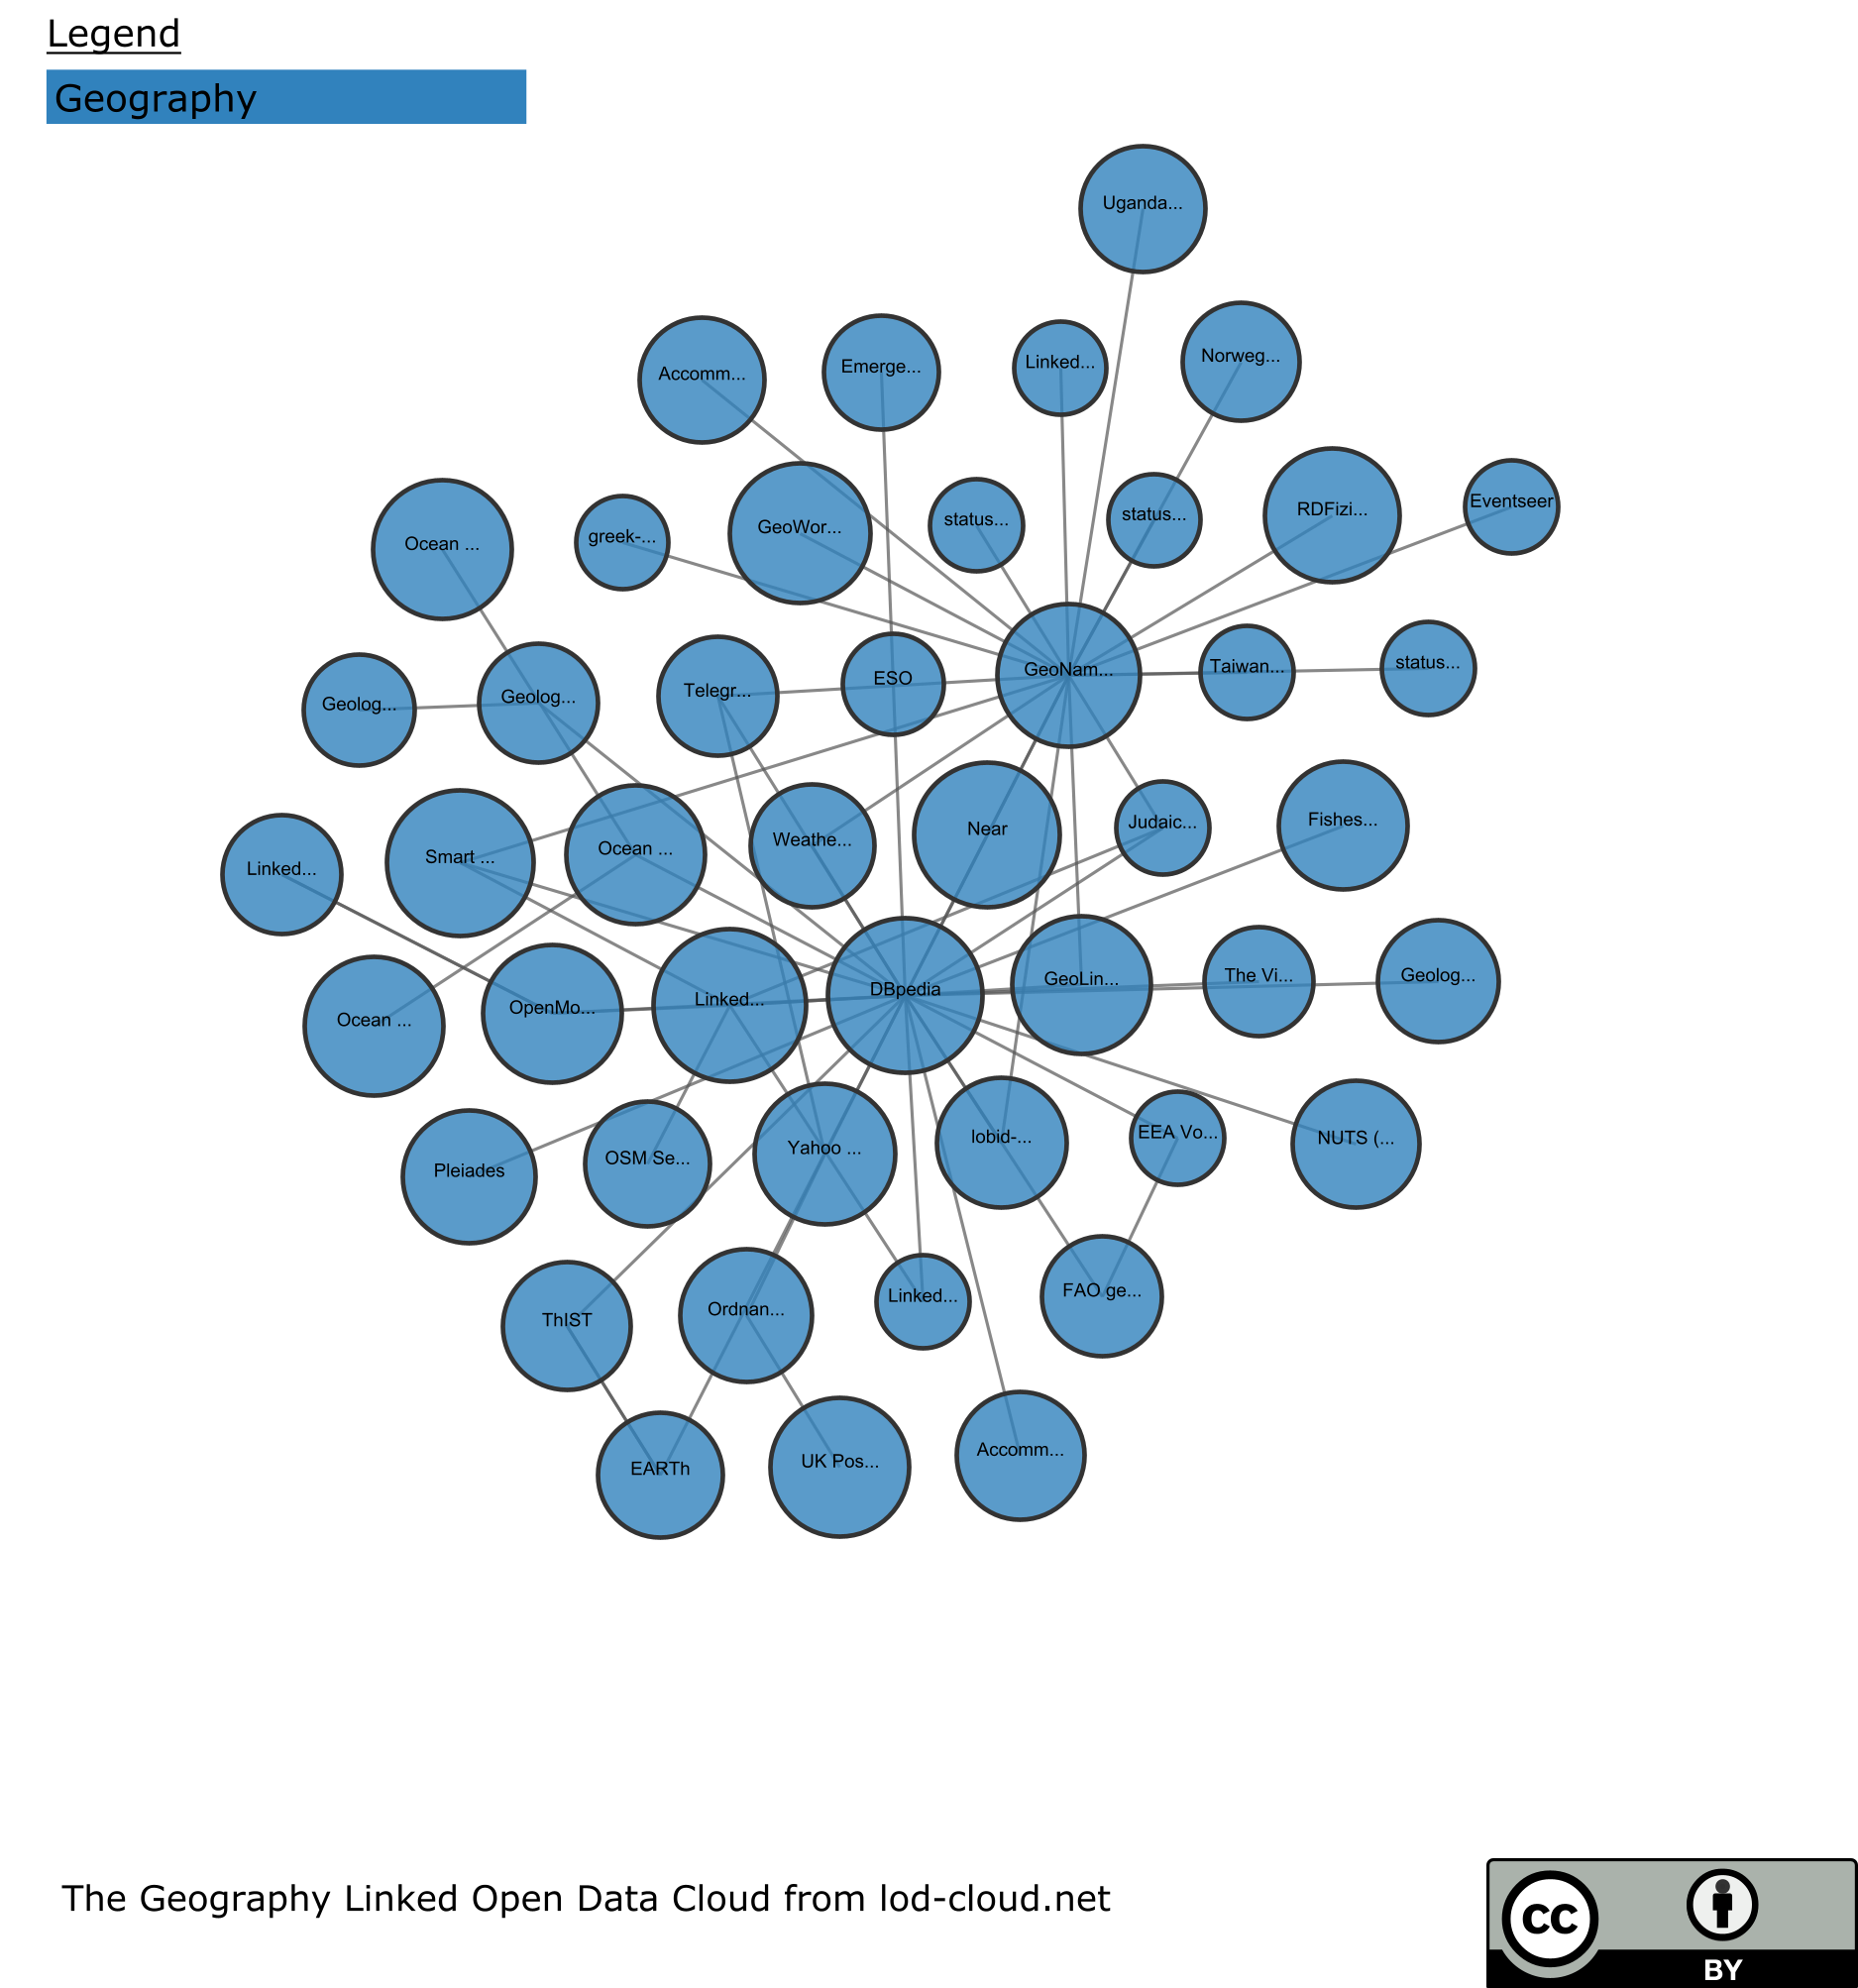 Legend
Geography
Uganda...
Accomm...
Emerge...
Linked...
Norweg...
Ocean ...
greek-...
GeoWor...
status...
status...
RDFizi...
Eventseer
Geolog...
Geolog...
Telegr...
ESO
GeoNam...
Taiwan...
status...
Linked...
Smart ...
Ocean ...
Weathe...
Near
Judaic...
Fishes...
Ocean ...
OpenMo...
Linked...
DBpedia
GeoLin...
The Vi...
Geolog...
Pleiades
OSM Se...
Yahoo ...
lobid-...
EEA Vo...
NUTS (...
ThIST
Ordnan...
Linked...
FAO ge...
EARTh
UK Pos...
Accomm...
The Geography Linked Open Data Cloud from lod-cloud.net
cc
BY